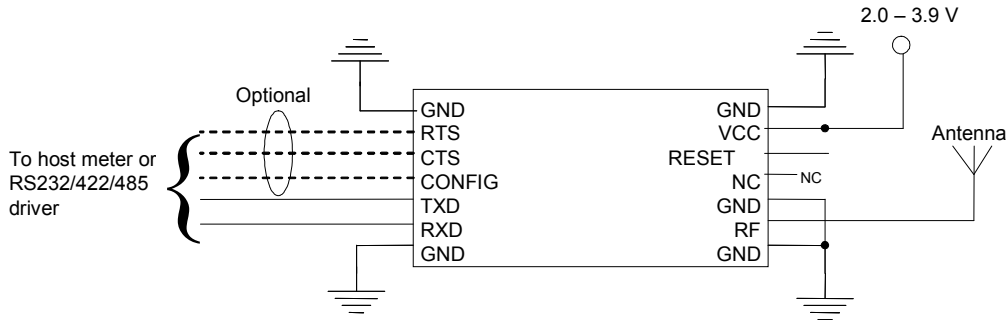 2.0 – 3.9 V
Optional
GND
RTS
CTS
CONFIG
TXD
RXD
GND
To host meter or
RS232/422/485
driver
GND
VCC
RESET
NC
NC
GND
RF
GND
Antenna